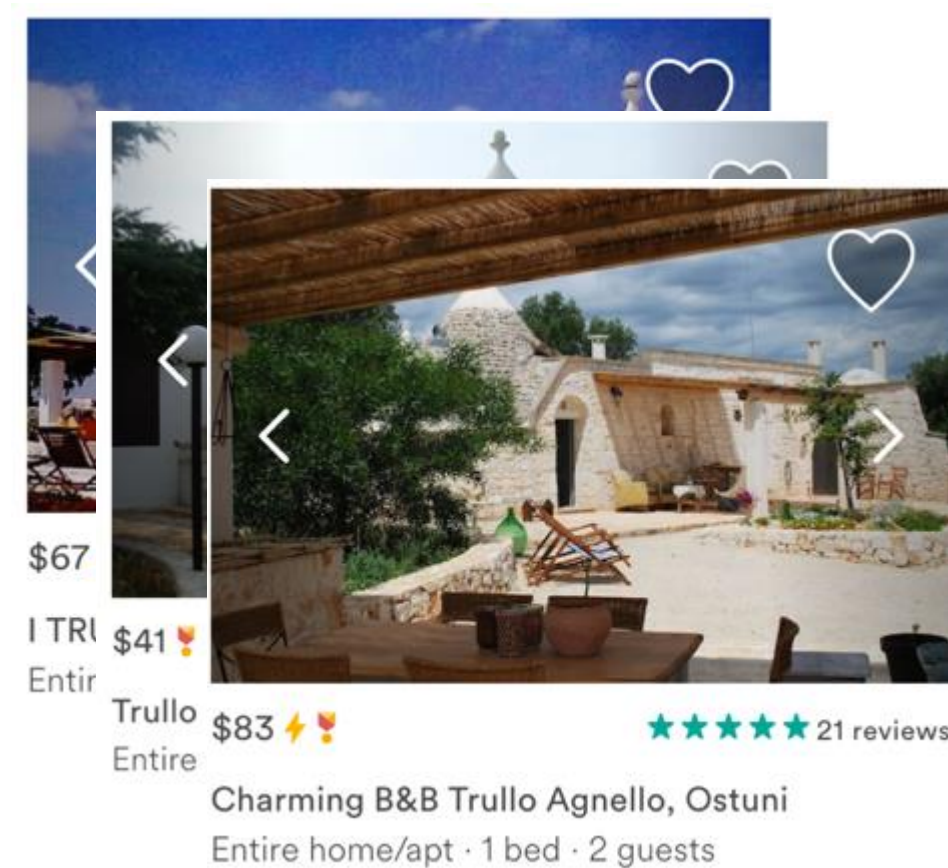 $67
I TRU
Entir
$41
Trullo
Entire
$83
21 reviews
Charming B&B Trullo Agnello, Ostuni
Entire home/apt · 1 bed · 2 guests